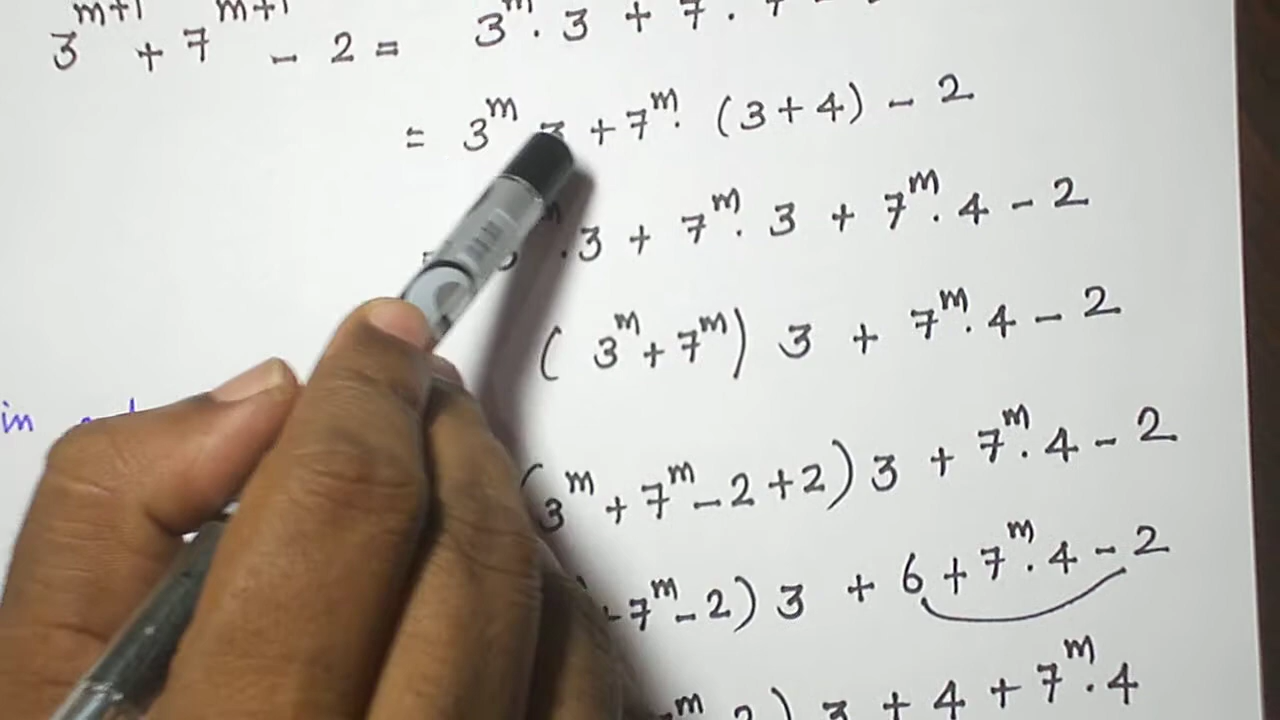 3^{m+1} + 7^{m+1} - 2 = 3^m . 3 + 7 . 7
= 3^m 3 + 7^m . (3+4) - 2
. 3 + 7^m . 3 + 7^m . 4 - 2
( 3^m + 7^m ) 3 + 7^m . 4 - 2
in
(3^m + 7^m - 2 + 2) 3 + 7^m . 4 - 2
+ 7^m - 2) 3 + 6 + 7^m . 4 - 2
^m 2) 3 + 4 + 7^m . 4